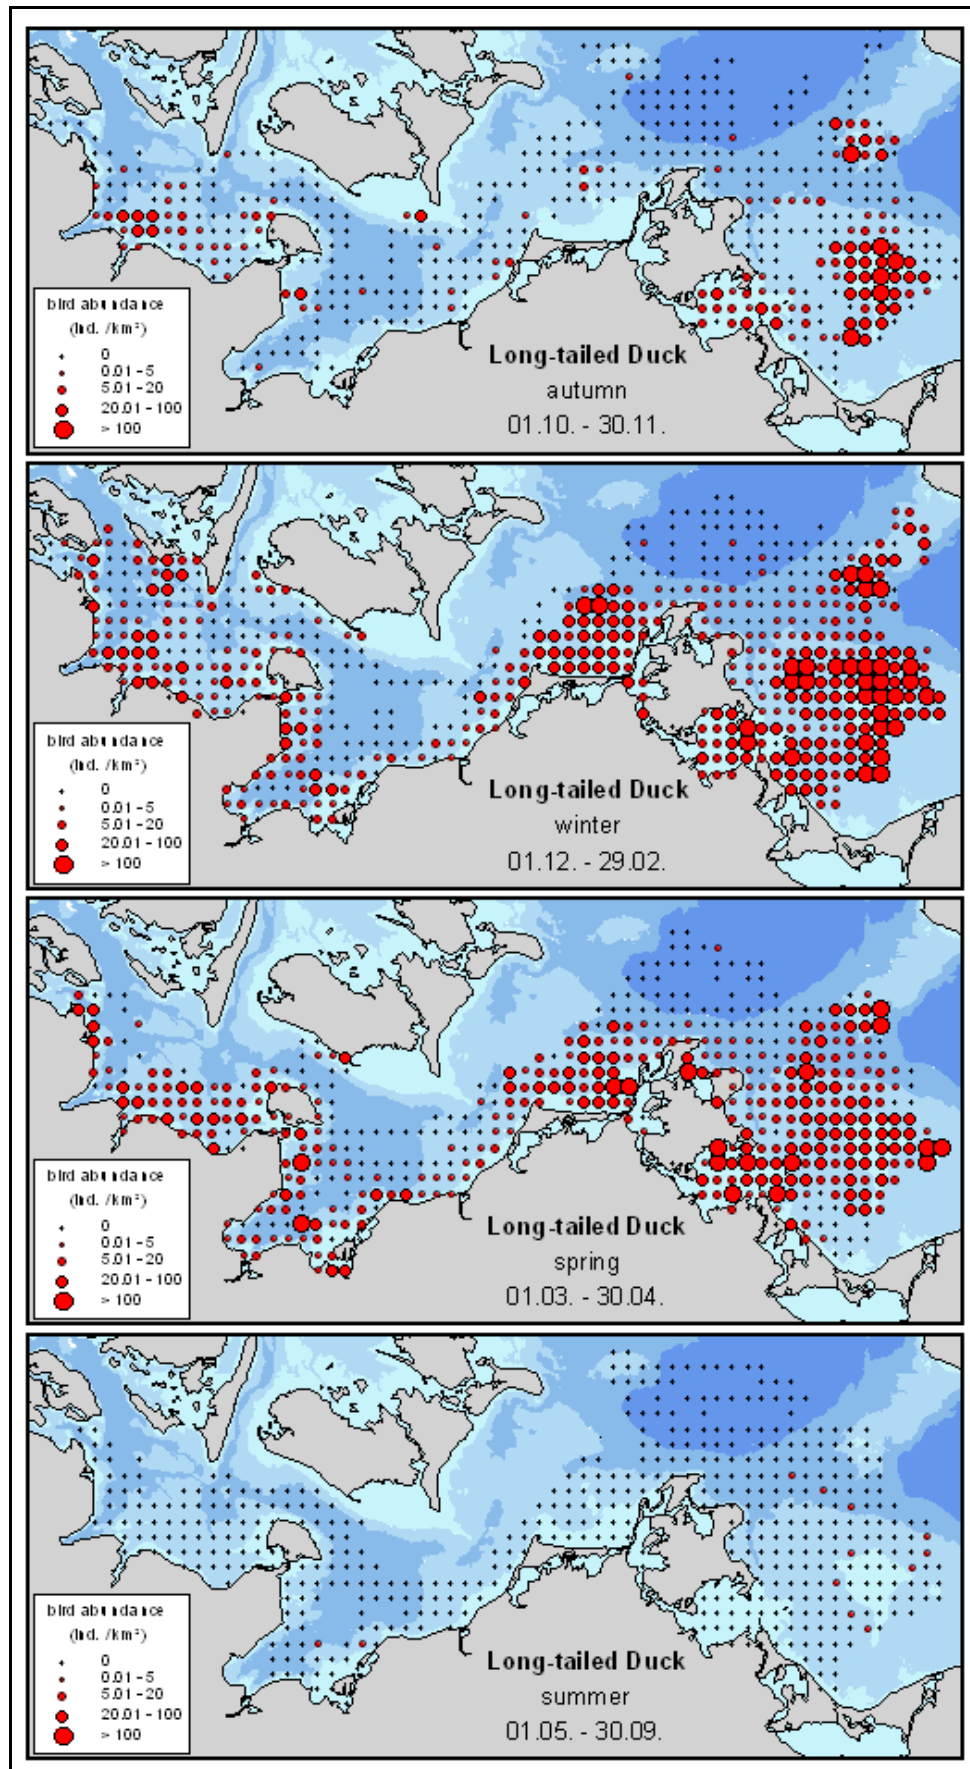 bird abundance
(Ind. /km²)
0
0.01 - 5
5.01 - 20
20.01 - 100
> 100
Long-tailed Duck
autumn
01.10. - 30.11.
bird abundance
(Ind. /km²)
0
0.01 - 5
5.01 - 20
20.01 - 100
> 100
Long-tailed Duck
winter
01.12. - 29.02.
bird abundance
(Ind. /km²)
0
0.01 - 5
5.01 - 20
20.01 - 100
> 100
Long-tailed Duck
spring
01.03. - 30.04.
bird abundance
(Ind. /km²)
0
0.01 - 5
5.01 - 20
20.01 - 100
> 100
Long-tailed Duck
summer
01.05. - 30.09.